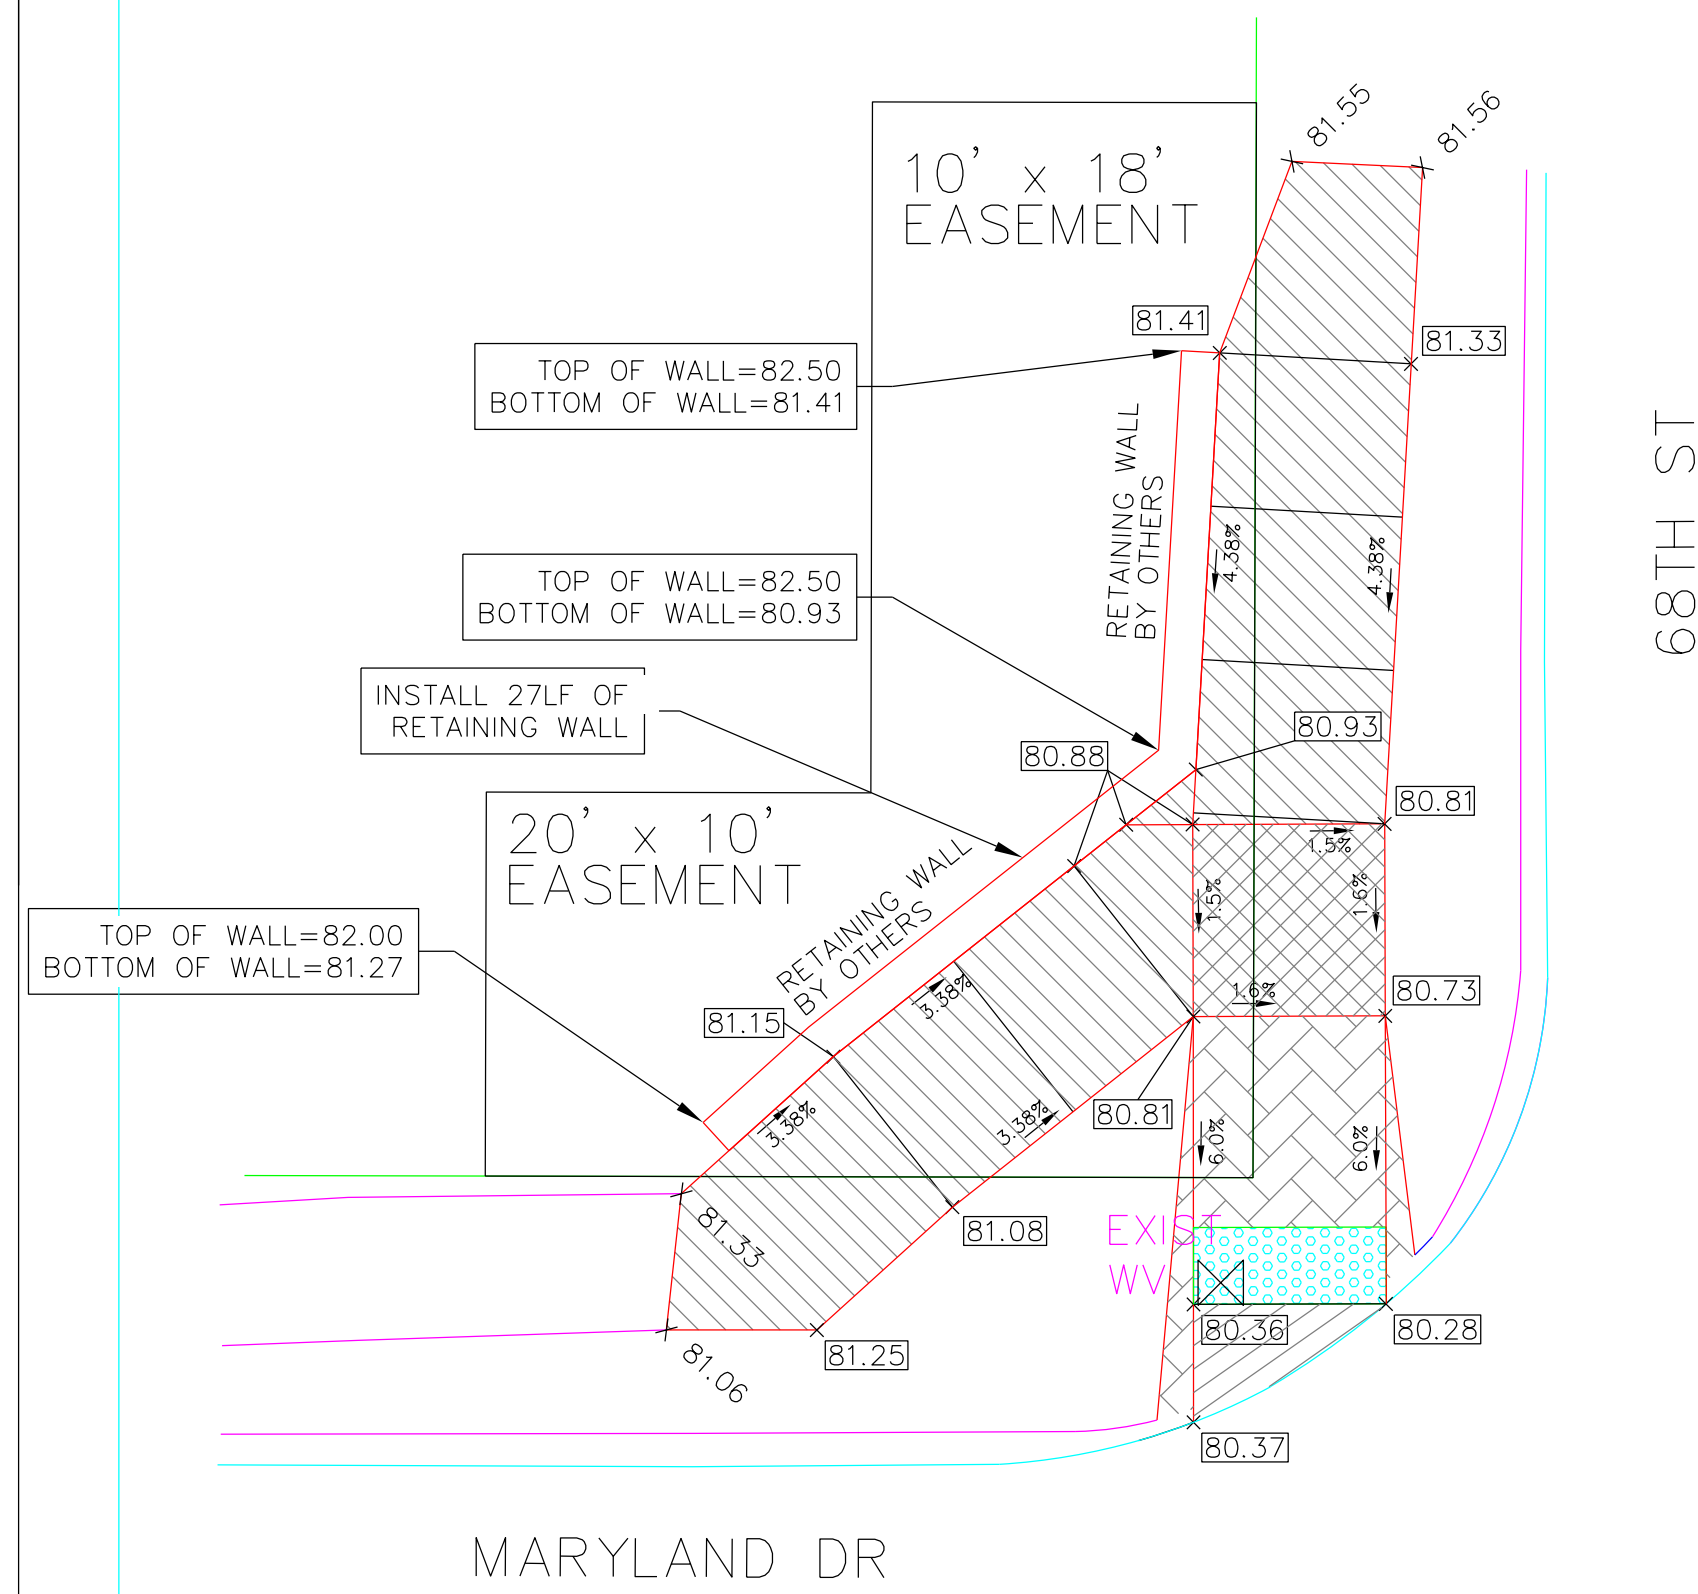 81.55
81.56
10' x 18'
EASEMENT
81.41
81.33
TOP OF WALL=82.50
BOTTOM OF WALL=81.41
RETAINING WALL
BY OTHERS
68TH ST
4.38%
4.38%
TOP OF WALL=82.50
BOTTOM OF WALL=80.93
INSTALL 27LF OF
RETAINING WALL
80.93
80.88
80.81
20' x 10'
EASEMENT
1.5%
RETAINING WALL
BY OTHERS
1.5%
1.6%
TOP OF WALL=82.00
BOTTOM OF WALL=81.27
1.6%
80.73
3.38%
81.15
80.81
3.38%
3.38%
6.0%
6.0%
81.33
81.08
EXIST
WV
80.36
80.28
81.25
81.06
80.37
MARYLAND DR